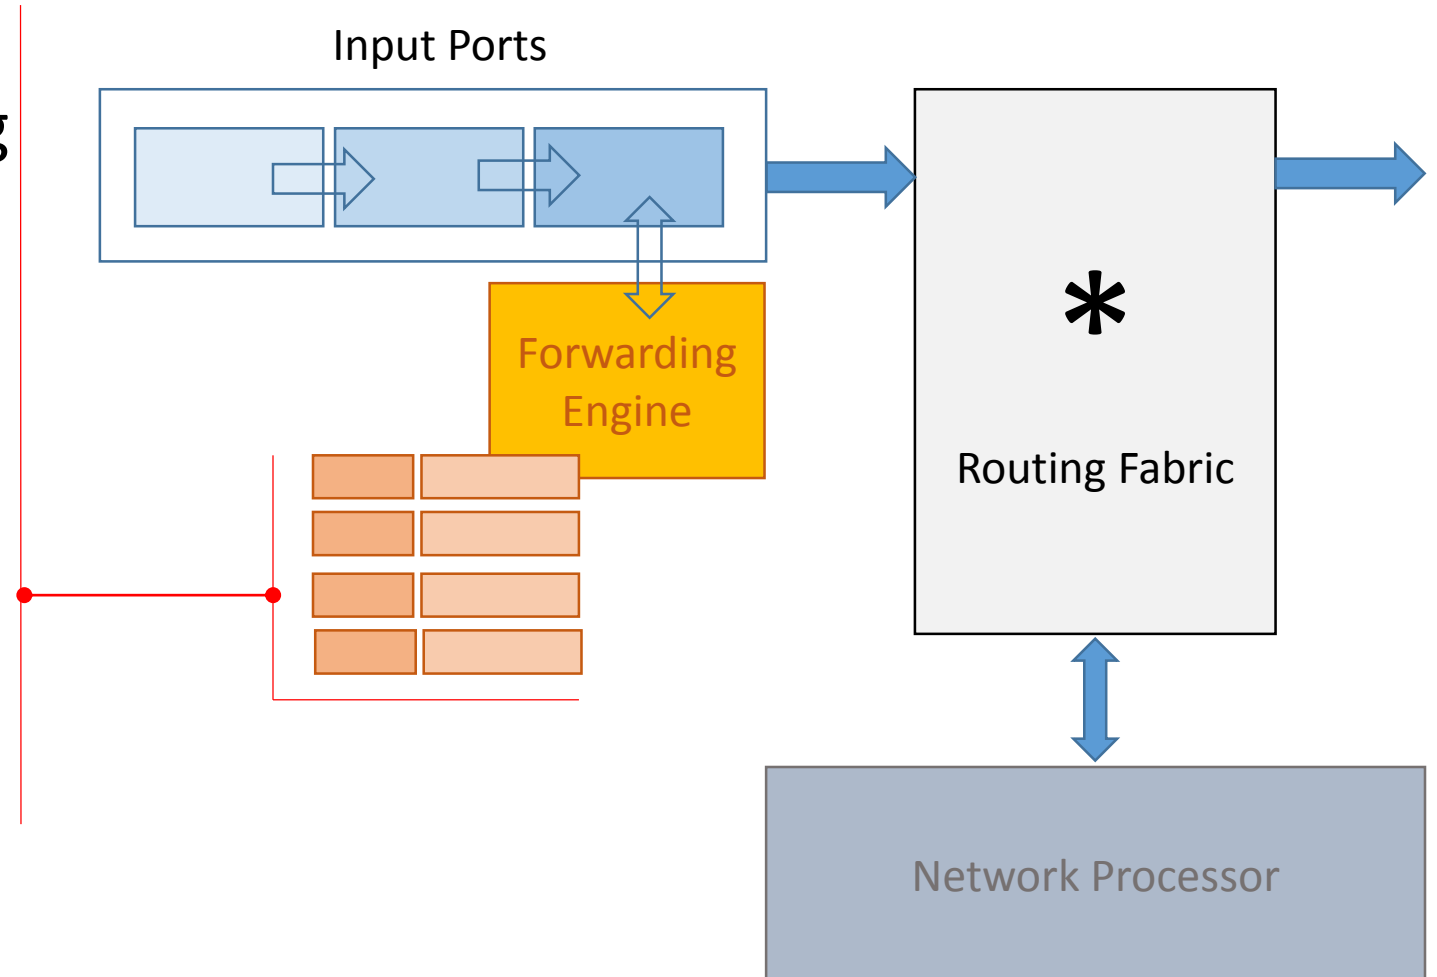 Input Ports
g
Forwarding
Engine
*
Routing Fabric
Network Processor